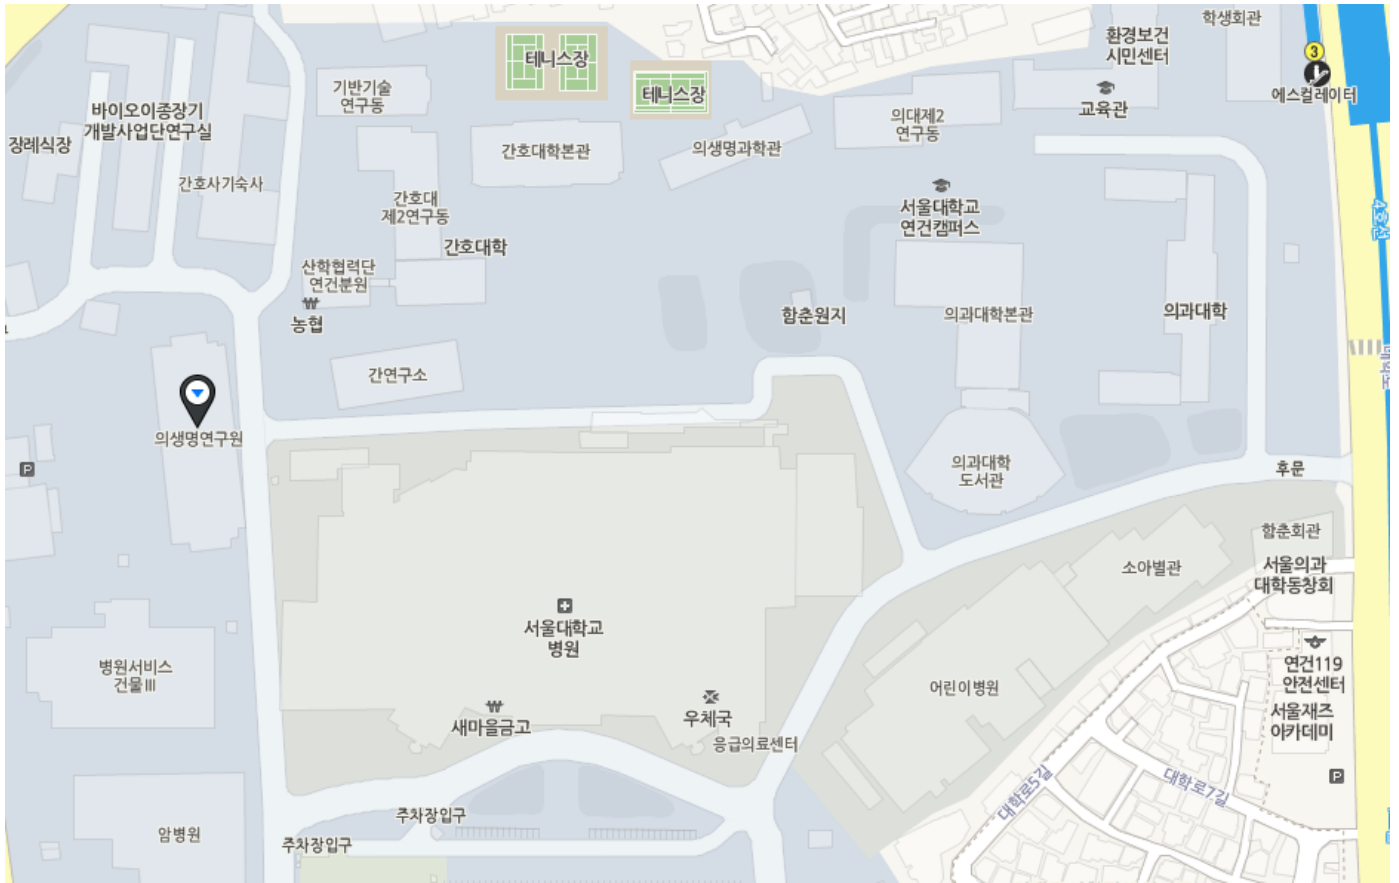 학생회관
환경보건
시민센터
3
에스컬레이터
테니스장
테니스장
기반기술
연구동
교육관
바이오이종장기
개발사업단연구실
장례식장
의대제2
연구동
간호대학본관
의생명과학관
간호사기숙사
간호대
제2연구동
서울대학교
연건캠퍼스
4호선
간호대학
산학협력단
연건분원
농협
함춘원지
의과대학본관
의과대학
대학로
간연구소
의생명연구원
P
의과대학
도서관
후문
함춘회관
소아별관
서울의과
대학동창회
서울대학교
병원
병원서비스
건물Ⅲ
연건119
안전센터
어린이병원
새마을금고
우체국
서울재즈
아카데미
응급의료센터
P
대학로5길
대학로7길
주차장입구
암병원
주차장입구